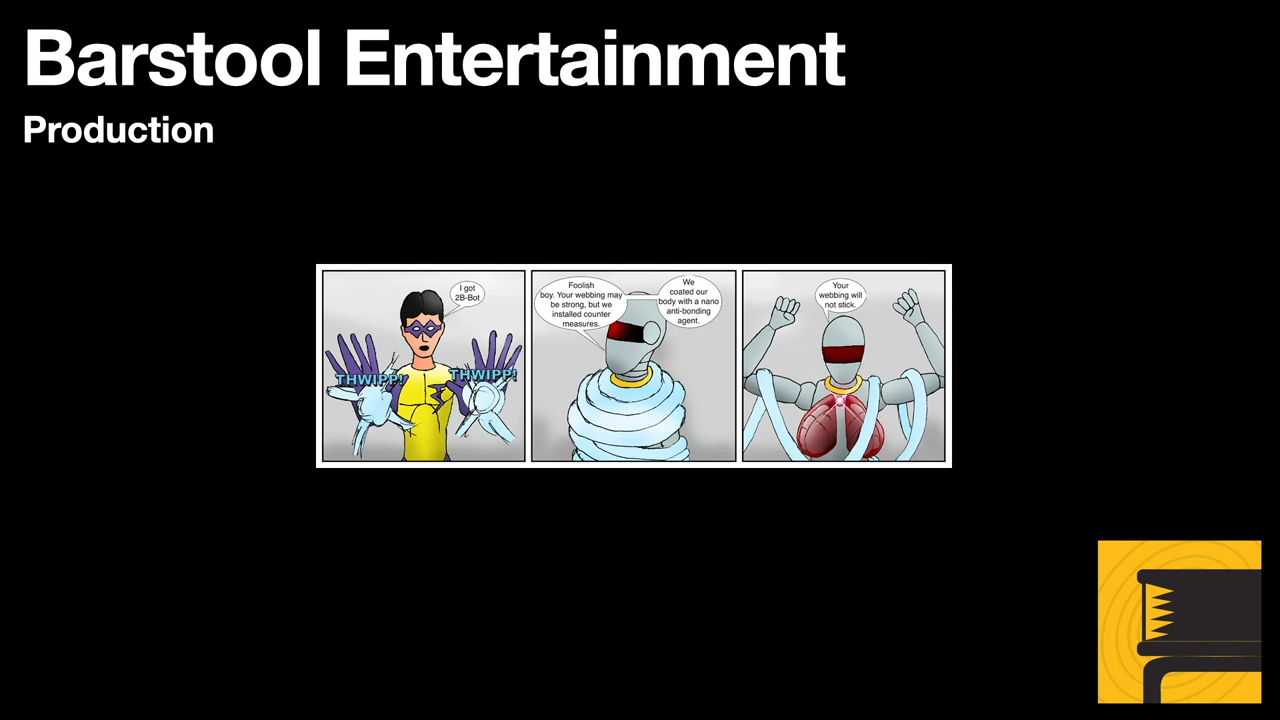 Barstool Entertainment
Production
I got
2B-Bot
THWIPP!
THWIPP!
Foolish
boy. Your webbing may
be strong, but we
installed counter
measures.
We
coated our
body with a nano
anti-bonding
agent.
Your
webbing will
not stick.